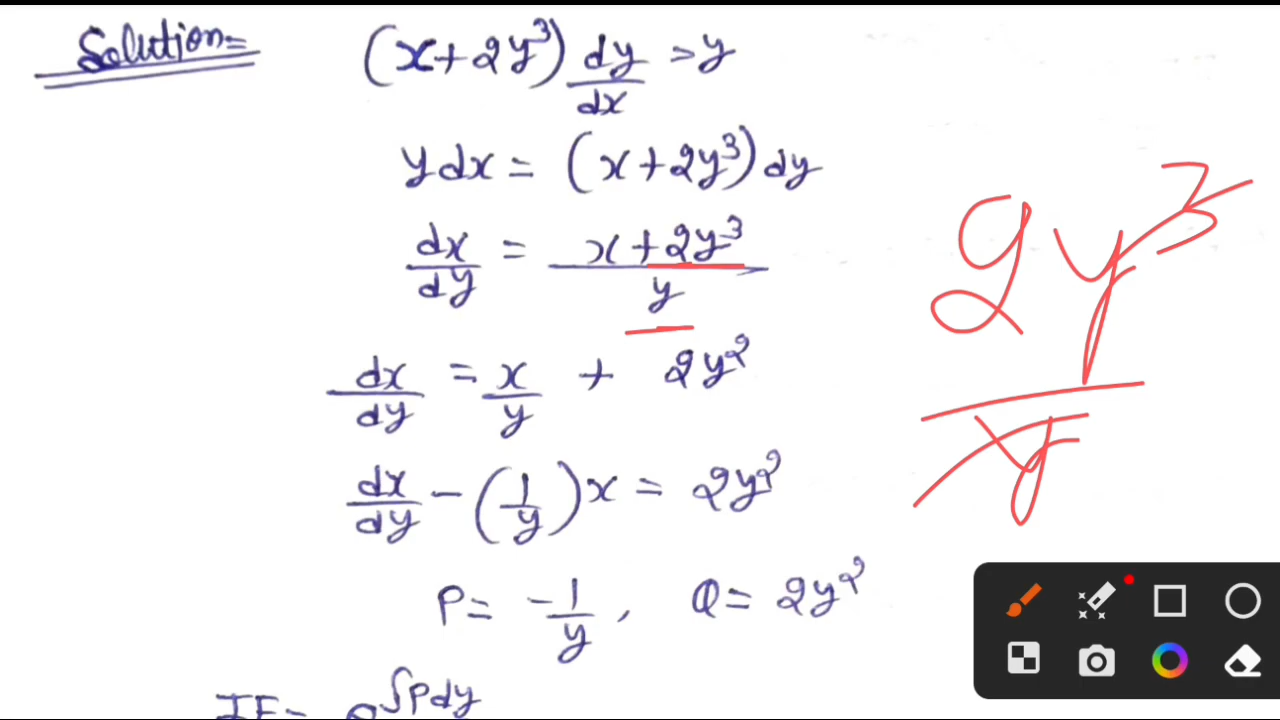 Solution=
(x+2y³) dy/dx = y
ydx = (x+2y³) dy
dx/dy = x+2y³/y
dx/dy = x/y + 2y²
dx/dy - (1/y)x = 2y²
P = -1/y, Q = 2y²
IF = e^∫Pdy
2y³/y